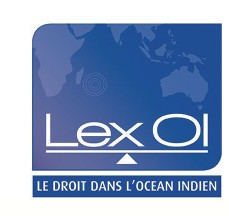 Lex OI
LE DROIT DANS L'OCEAN INDIEN